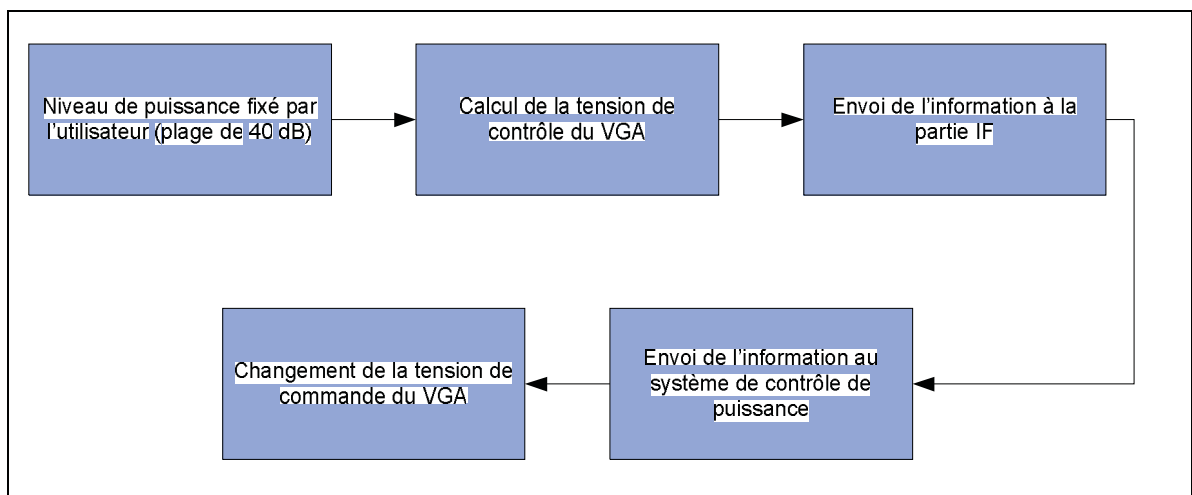 Niveau de puissance fixé par
l'utilisateur (plage de 40 dB)
Calcul de la tension de
contrôle du VGA
Envoi de l'information à la
partie IF
Envoi de l'information au
système de contrôle de
puissance
Changement de la tension de
commande du VGA